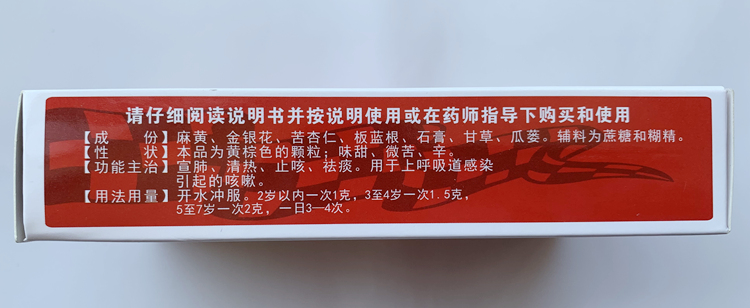 请仔细阅读说明书并按说明使用或在药师指导下购买和使用
【成　　份】麻黄、金银花、苦杏仁、板蓝根、石膏、甘草、瓜蒌。辅料为蔗糖和糊精。
【性　　状】本品为黄棕色的颗粒；味甜、微苦、辛。
【功能主治】宣肺、清热、止咳、祛痰。用于上呼吸道感染
引起的咳嗽。
【用法用量】开水冲服。2岁以内一次1克，3至4岁一次1.5克，
5至7岁一次2克，一日3—4次。